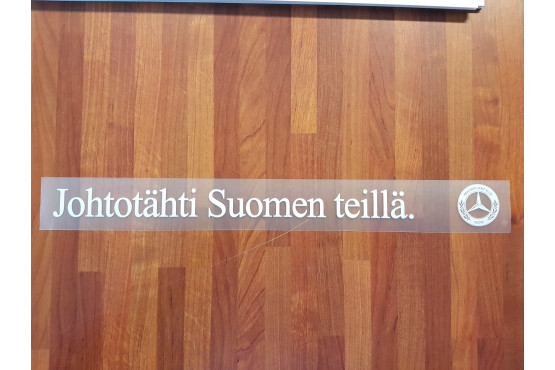 Johtotähti Suomen teillä.